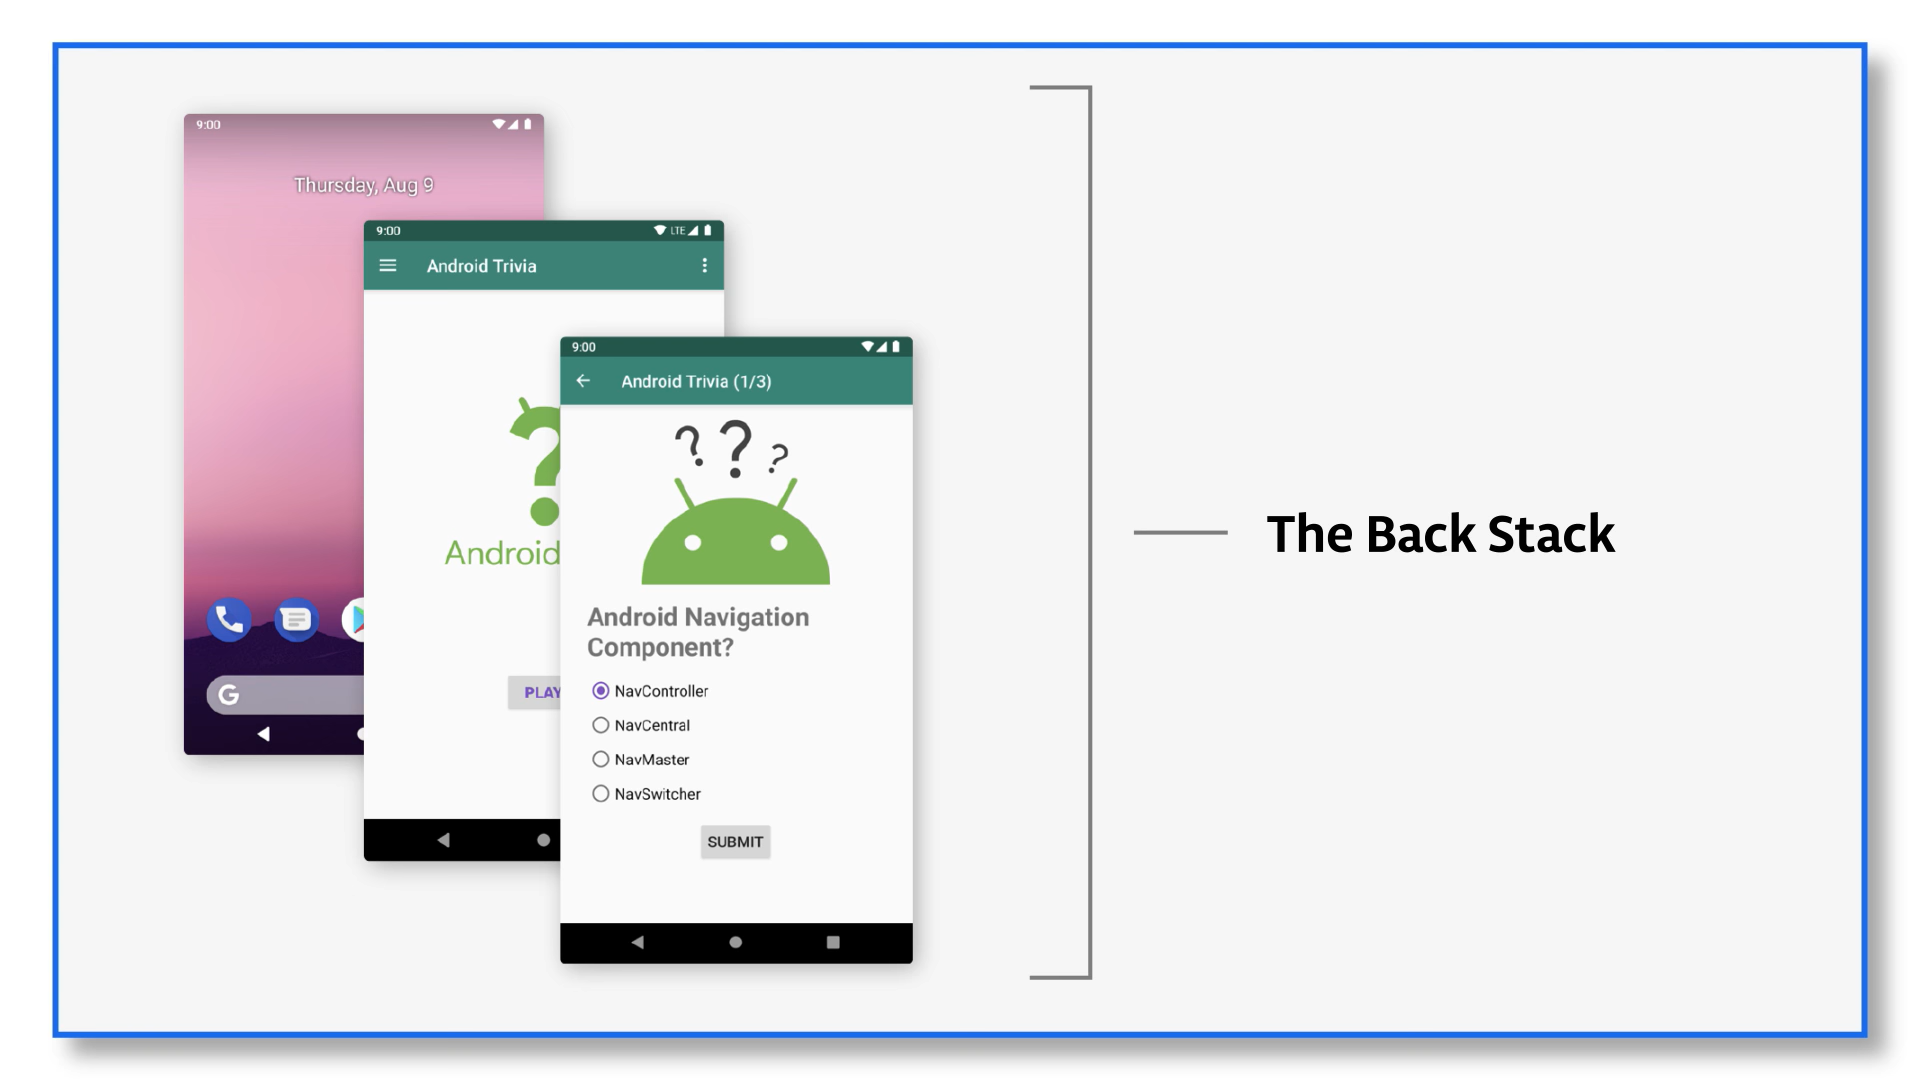 9:00
Thursday, Aug 9
G
9:00
LTE
Android Trivia
Android
PLAY
9:00
Android Trivia (1/3)
? ? ?
Android Navigation
Component?
NavController
NavCentral
NavMaster
NavSwitcher
SUBMIT
The Back Stack